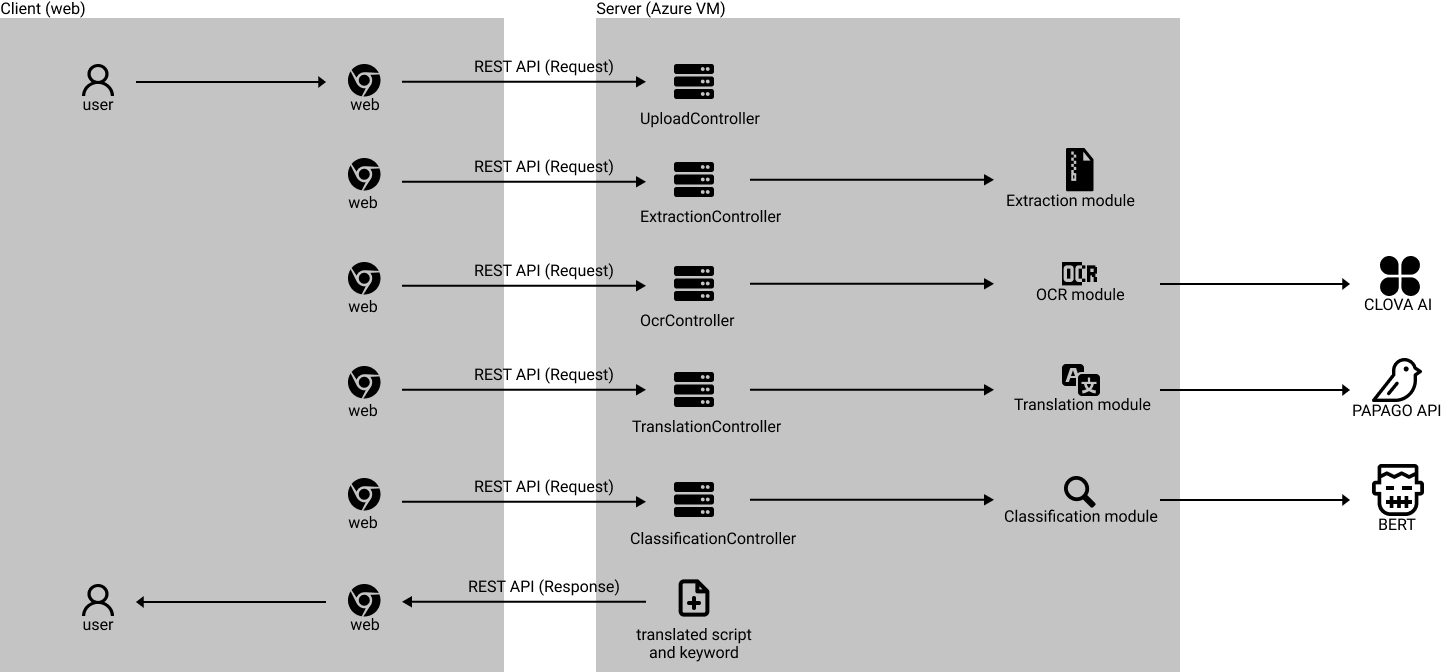 Client (web)
Server (Azure VM)
REST API (Request)
user
web
UploadController
REST API (Request)
web
ExtractionController
Extraction module
REST API (Request)
web
OcrController
OCR
OCR module
CLOVA AI
REST API (Request)
web
TranslationController
A 文
Translation module
PAPAGO API
REST API (Request)
web
ClassificationController
Classification module
BERT
REST API (Response)
user
web
translated script
and keyword